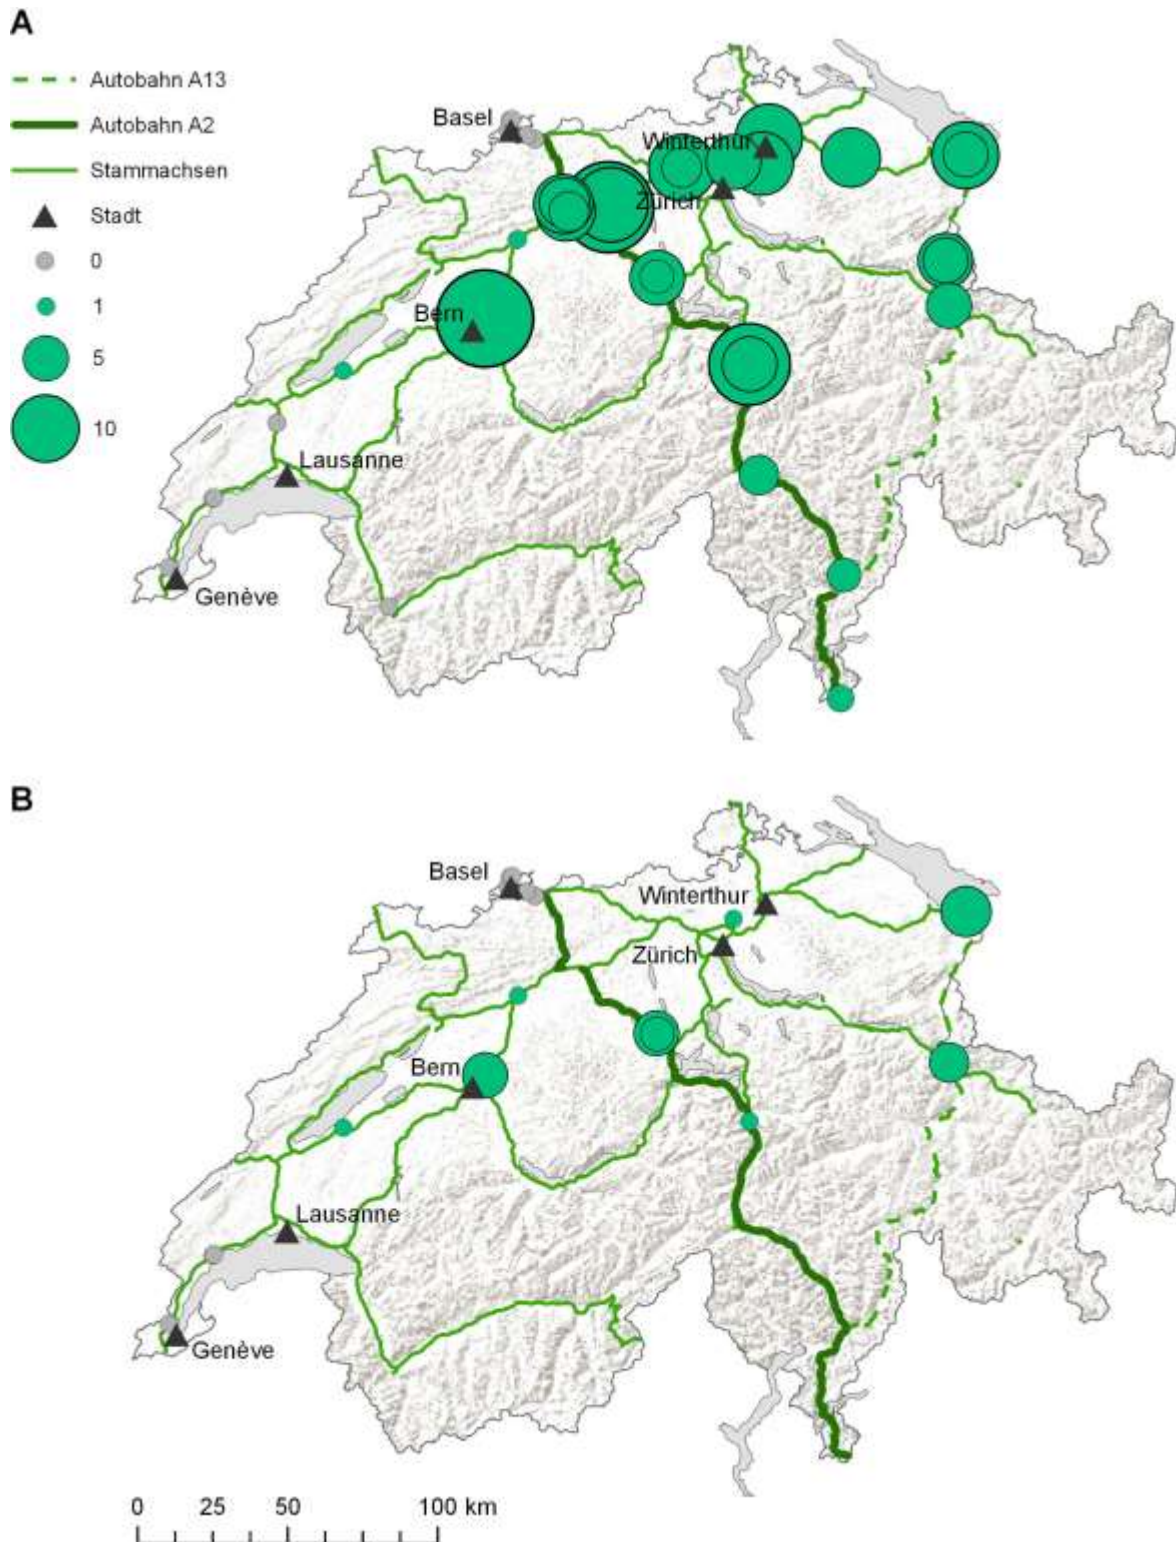 A
Autobahn A13
Autobahn A2
Stammachsen
Stadt
0
1
5
10
Basel
Winterthur
Zürich
Bern
Lausanne
Genève
B
Basel
Winterthur
Zürich
Bern
Lausanne
Genève
0 25 50 100 km